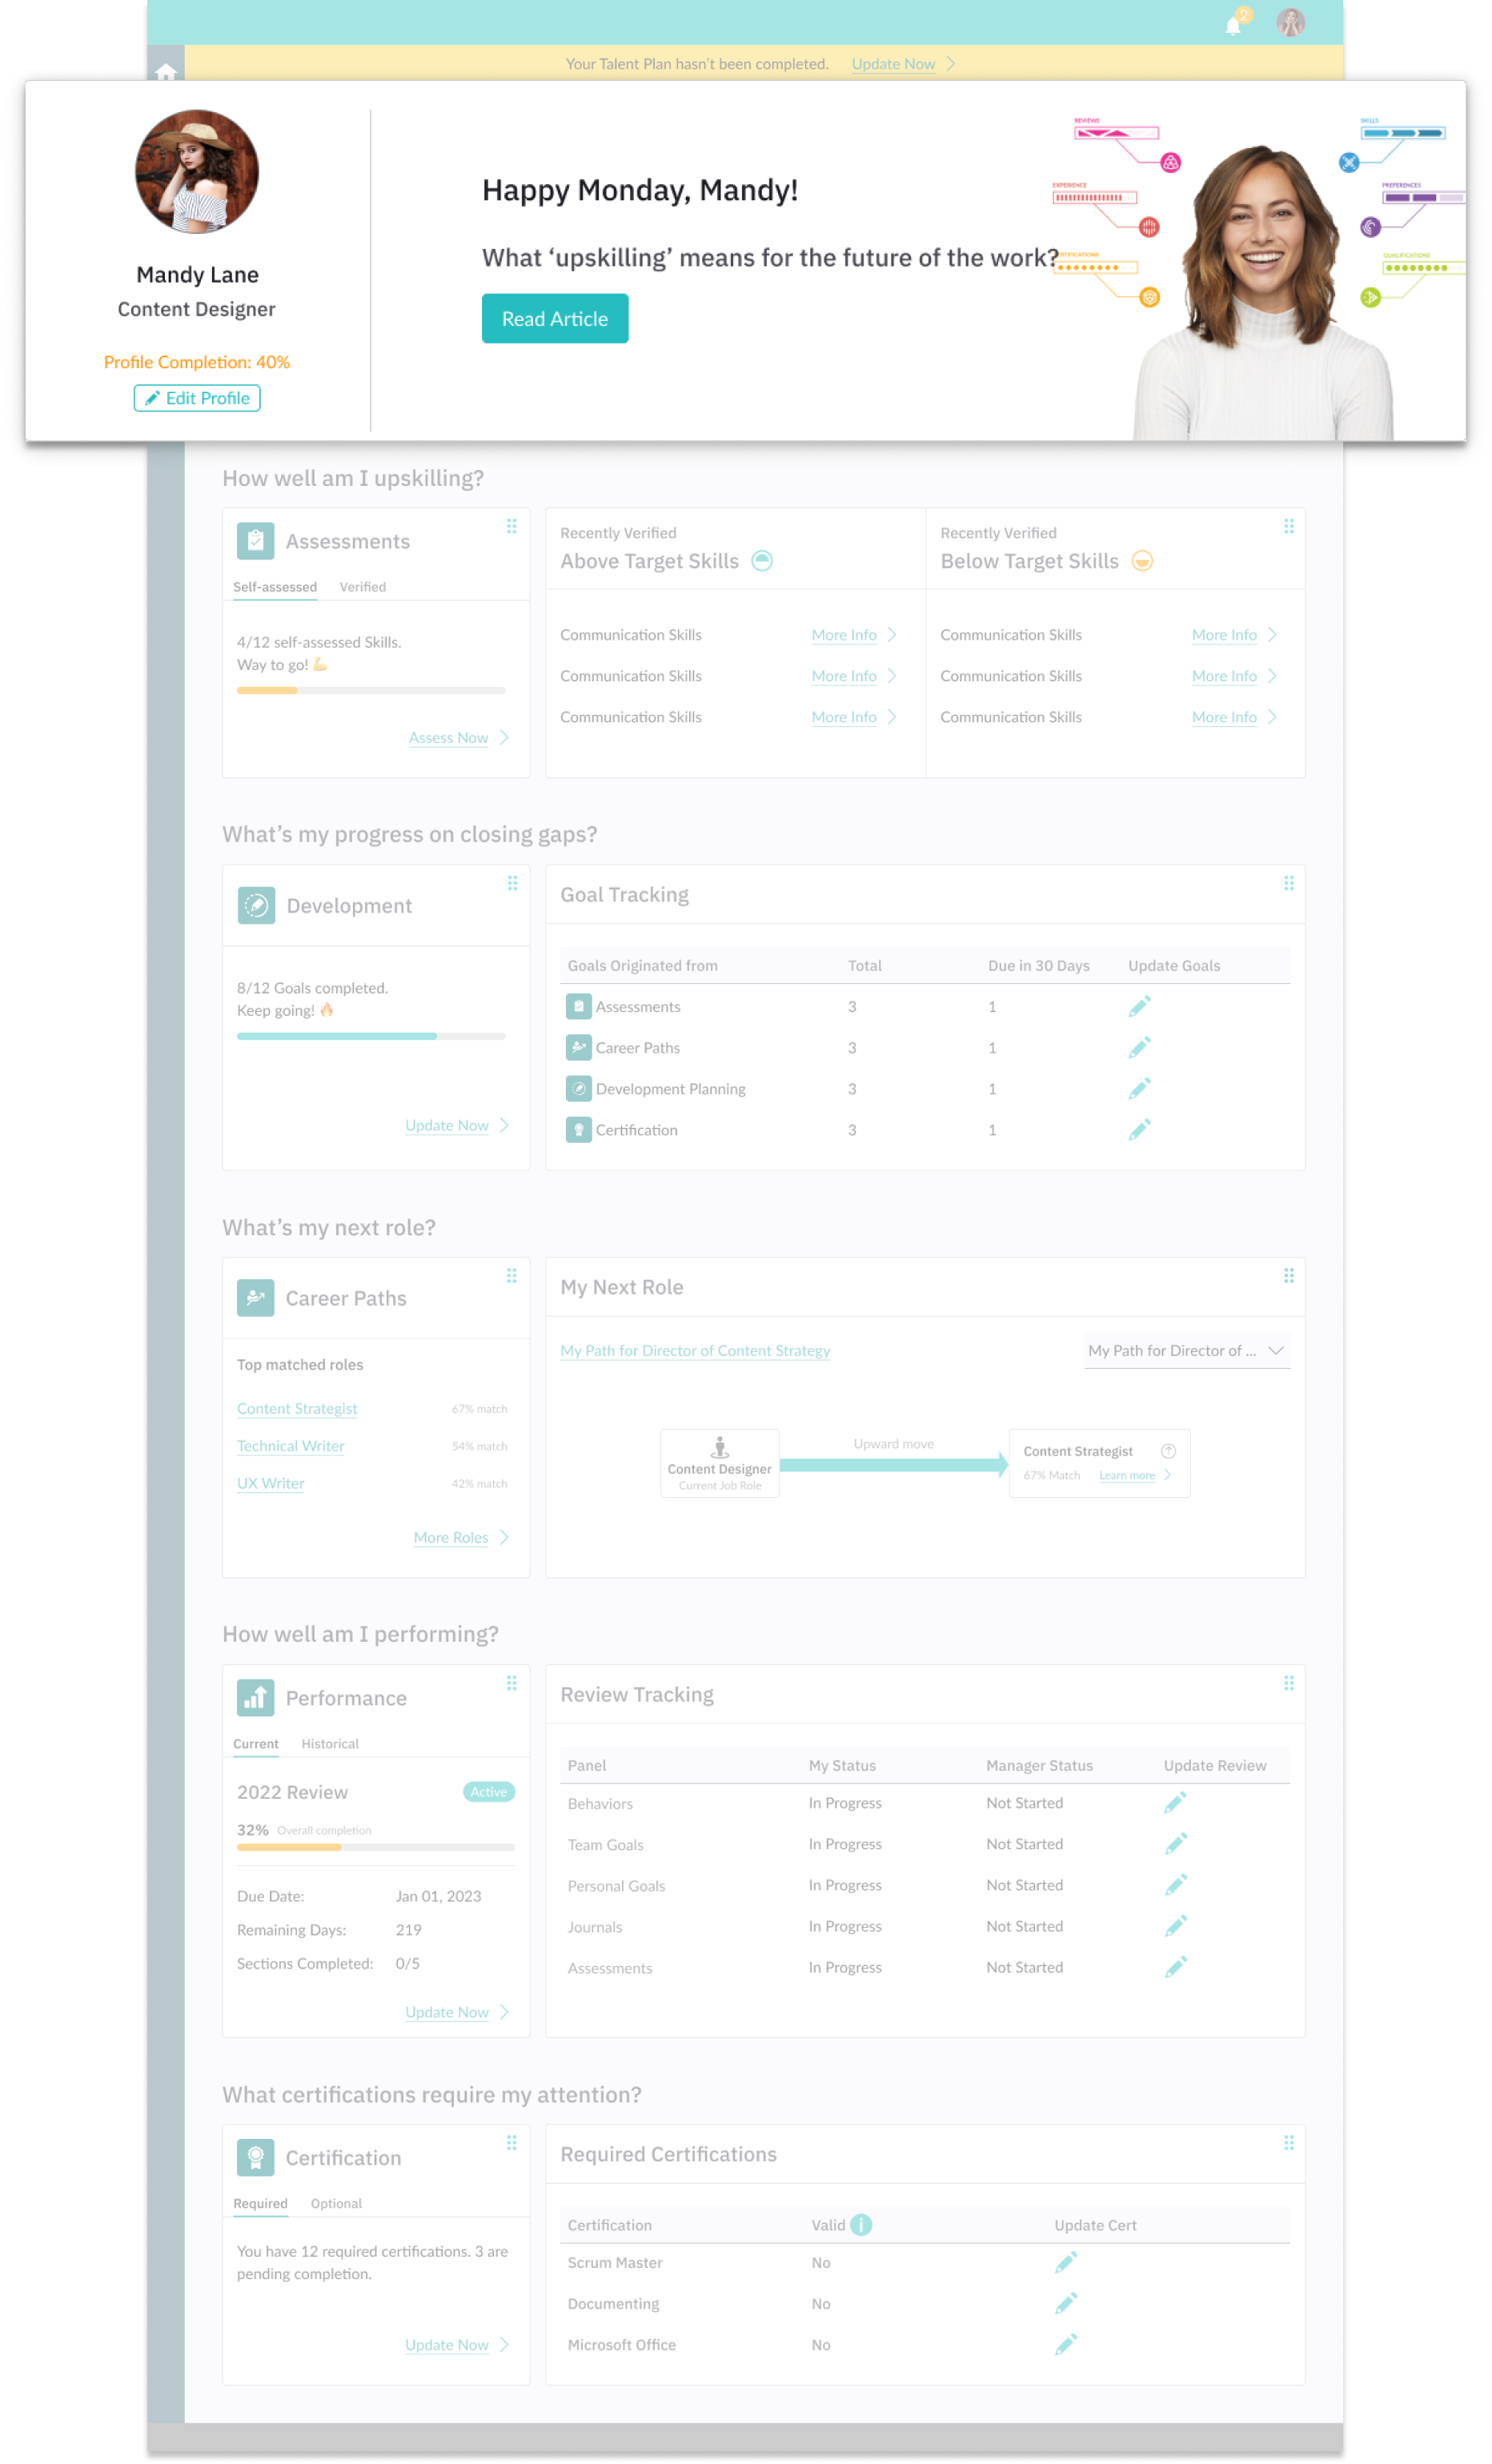 2
Your Talent Plan hasn't been completed. Update Now
Mandy Lane
Content Designer
Profile Completion: 40%
Edit Profile
Happy Monday, Mandy!
What ‘upskilling’ means for the future of the work?
Read Article
REVIEWS
EXPERIENCE
SKILLS
PREFERENCES
QUALIFICATIONS
How well am I upskilling?
Assessments
Self-assessed Verified
4/12 self-assessed Skills.
Way to go! 💪
Assess Now
Recently Verified
Above Target Skills
Communication Skills More Info
Communication Skills More Info
Communication Skills More Info
Recently Verified
Below Target Skills
Communication Skills More Info
Communication Skills More Info
Communication Skills More Info
What's my progress on closing gaps?
Development
8/12 Goals completed.
Keep going! 🔥
Update Now
Goal Tracking
Goals Originated from Total Due in 30 Days Update Goals
Assessments 3 1
Career Paths 3 1
Development Planning 3 1
Certification 3 1
What's my next role?
Career Paths
Top matched roles
Content Strategist 67% match
Technical Writer 54% match
UX Writer 42% match
More Roles
My Next Role
My Path for Director of Content Strategy My Path for Director of ...
Content Designer
Current Job Role
Upward move
Content Strategist
67% Match Learn more
How well am I performing?
Performance
Current Historical
2022 Review Active
32% Overall completion
Due Date: Jan 01, 2023
Remaining Days: 219
Sections Completed: 0/5
Update Now
Review Tracking
Panel My Status Manager Status Update Review
Behaviors In Progress Not Started
Team Goals In Progress Not Started
Personal Goals In Progress Not Started
Journals In Progress Not Started
Assessments In Progress Not Started
What certifications require my attention?
Certification
Required Optional
You have 12 required certifications. 3 are
pending completion.
Update Now
Required Certifications
Certification Valid i Update Cert
Scrum Master No
Documenting No
Microsoft Office No